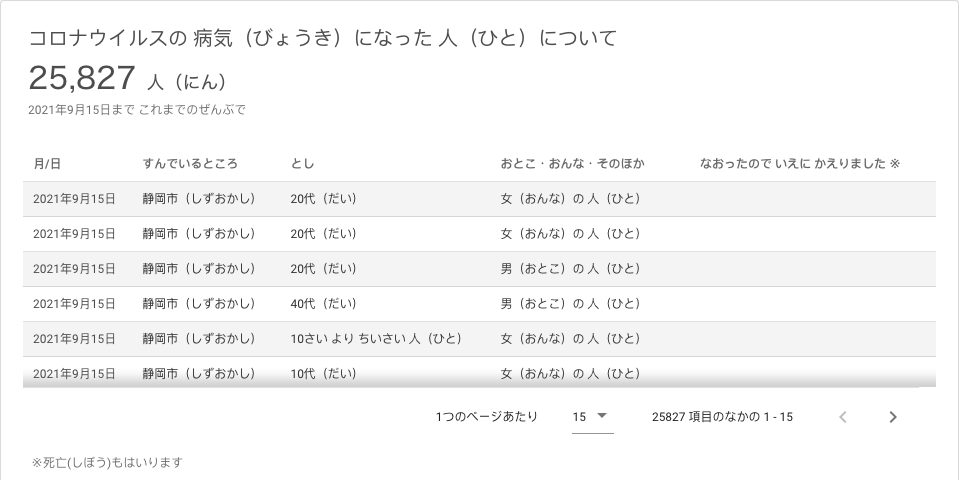 コロナウイルスの 病気（びょうき）になった 人（ひと）について
25,827 人（にん）
2021年9月15日まで これまでのぜんぶで
月/日 すんでいるところ とし おとこ・おんな・そのほか なおったので いえに かえりました ※
2021年9月15日 静岡市（しずおかし） 20代（だい） 女（おんな）の 人（ひと）
2021年9月15日 静岡市（しずおかし） 20代（だい） 女（おんな）の 人（ひと）
2021年9月15日 静岡市（しずおかし） 20代（だい） 男（おとこ）の 人（ひと）
2021年9月15日 静岡市（しずおかし） 40代（だい） 男（おとこ）の 人（ひと）
2021年9月15日 静岡市（しずおかし） 10さい より ちいさい 人（ひと） 女（おんな）の 人（ひと）
2021年9月15日 静岡市（しずおかし） 10代（だい） 女（おんな）の 人（ひと）
1つのページあたり 15 25827 項目のなかの 1 - 15
※死亡(しぼう)もはいります